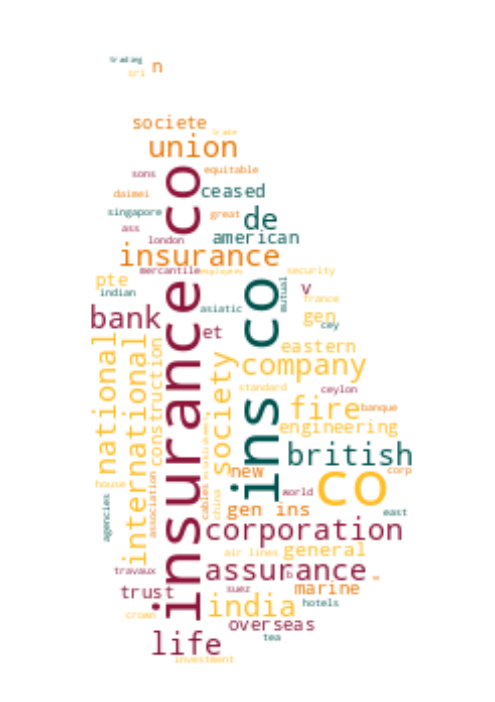 trading
sri
n
societe
trade
union
sons
equitable
daimei
ceased
co
singapore
great
de
ass
american
london
insurance
mercantile
employees
security
pte
indian
mutual
v
france
asiatic
gen
cey
bank
et
eastern
company
national
international
construction
society
standard
ceylon
fire
banque
engineering
insurance
ins co
british
new
corp
co
house
association
world
agencies
cables
china
gen ins
east
corporation
air lines
general
travaux
assurance
b
trust
suez
marine
india
hotels
crown
overseas
life
tea
investment